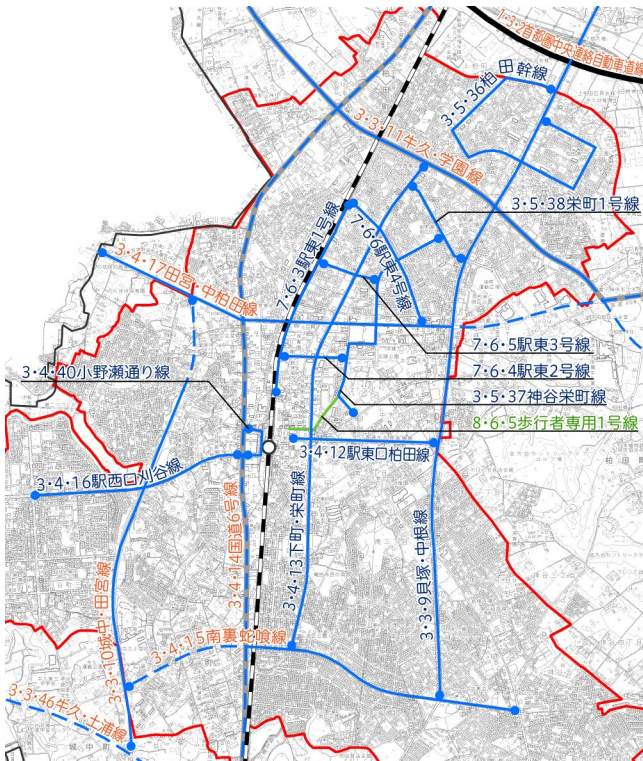 1・3・2首都圏中央連絡自動車道線
3・5・36柏田幹線
3・3・11牛久・学園線
3・5・38栄町1号線
7・6・3駅東1号線
7・6・6駅東4号線
3・4・17田宮・中柏田線
7・6・5駅東3号線
3・4・40小野瀬通り線
7・6・4駅東2号線
3・5・37神谷栄町線
8・6・5歩行者専用1号線
3・4・12駅東口柏田線
3・4・16駅西口刈谷線
3・4・14国道6号線
3・4・13下町・栄町線
3・3・9貝塚・中根線
3・3・10城中・田宮線
3・4・15南裏蛇喰線
3・3・46牛久・土浦線
城中町